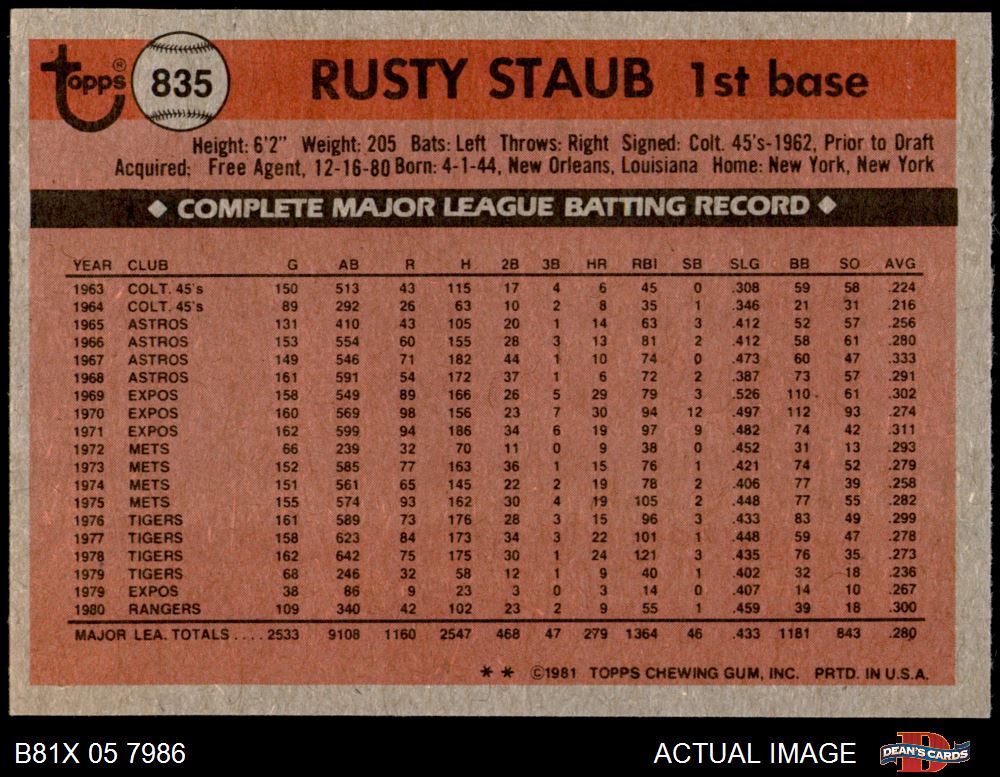 Topps® 835 RUSTY STAUB 1st base
Height: 6'2" Weight: 205 Bats: Left Throws: Right Signed: Colt. 45's-1962, Prior to Draft
Acquired: Free Agent, 12-16-80 Born: 4-1-44, New Orleans, Louisiana Home: New York, New York
◆ COMPLETE MAJOR LEAGUE BATTING RECORD ◆
YEAR CLUB G AB R H 2B 3B HR RBI SB SLG BB SO AVG
1963 COLT. 45's 150 513 43 115 17 4 6 45 0 .308 59 58 .224
1964 COLT. 45's 89 292 26 63 10 2 8 35 1 .346 21 31 .216
1965 ASTROS 131 410 43 105 20 1 14 63 3 .412 52 57 .256
1966 ASTROS 153 554 60 155 28 3 13 81 2 .412 58 61 .280
1967 ASTROS 149 546 71 182 44 1 10 74 0 .473 60 47 .333
1968 ASTROS 161 591 54 172 37 1 6 72 2 .387 73 57 .291
1969 EXPOS 158 549 89 166 26 5 29 79 3 .526 110 61 .302
1970 EXPOS 160 569 98 156 23 7 30 94 12 .497 112 93 .274
1971 EXPOS 162 599 94 186 34 6 19 97 9 .482 74 42 .311
1972 METS 66 239 32 70 11 0 9 38 0 .452 31 13 .293
1973 METS 152 585 77 163 36 1 15 76 1 .421 74 52 .279
1974 METS 151 561 65 145 22 2 19 78 2 .406 77 39 .258
1975 METS 155 574 93 162 30 4 19 105 2 .448 77 55 .282
1976 TIGERS 161 589 73 176 28 3 15 96 3 .433 83 49 .299
1977 TIGERS 158 623 84 173 34 3 22 101 1 .448 59 47 .278
1978 TIGERS 162 642 75 175 30 1 24 121 3 .435 76 35 .273
1979 TIGERS 68 246 32 58 12 1 9 40 1 .402 32 18 .236
1979 EXPOS 38 86 9 23 3 0 3 14 0 .407 14 10 .267
1980 RANGERS 109 340 42 102 23 2 9 55 1 .459 39 18 .300
MAJOR LEA. TOTALS .... 2533 9108 1160 2547 468 47 279 1364 46 .433 1181 843 .280
* * ©1981 TOPPS CHEWING GUM, INC. PRTD. IN U.S.A.
B81X 05 7986 ACTUAL IMAGE DEAN'S CARDS